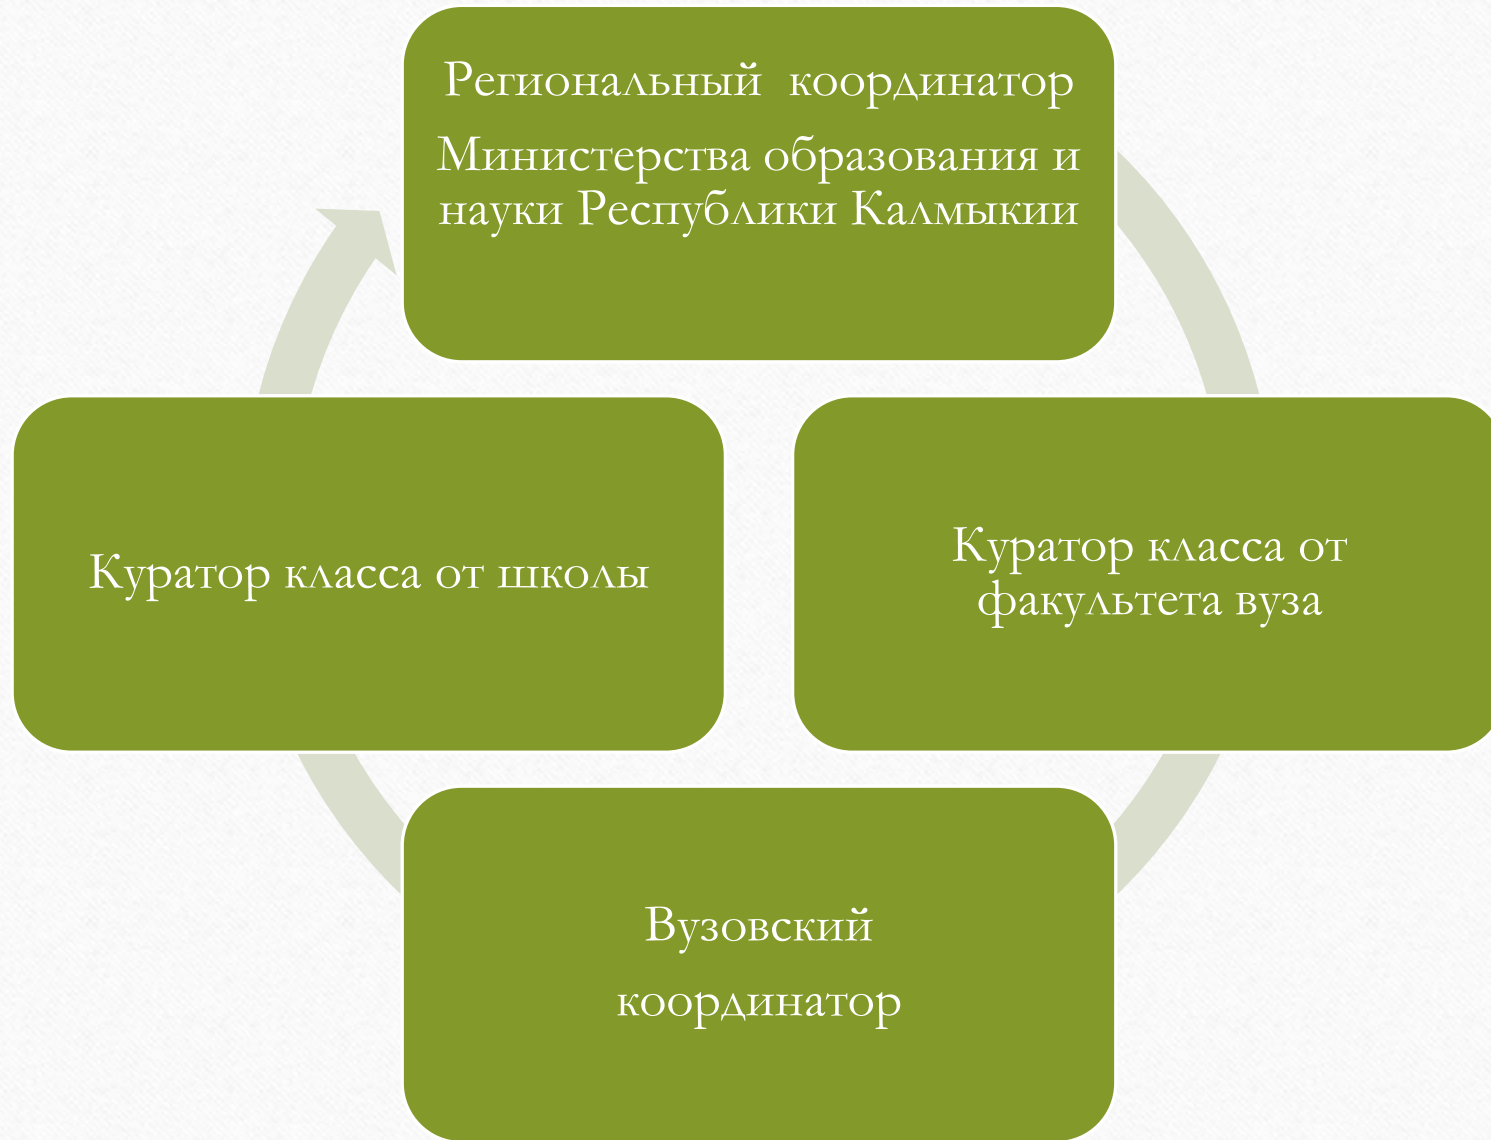 Региональный координатор
Министерства образования и
науки Республики Калмыкии
Куратор класса от школы
Куратор класса от
факультета вуза
Вузовский
координатор